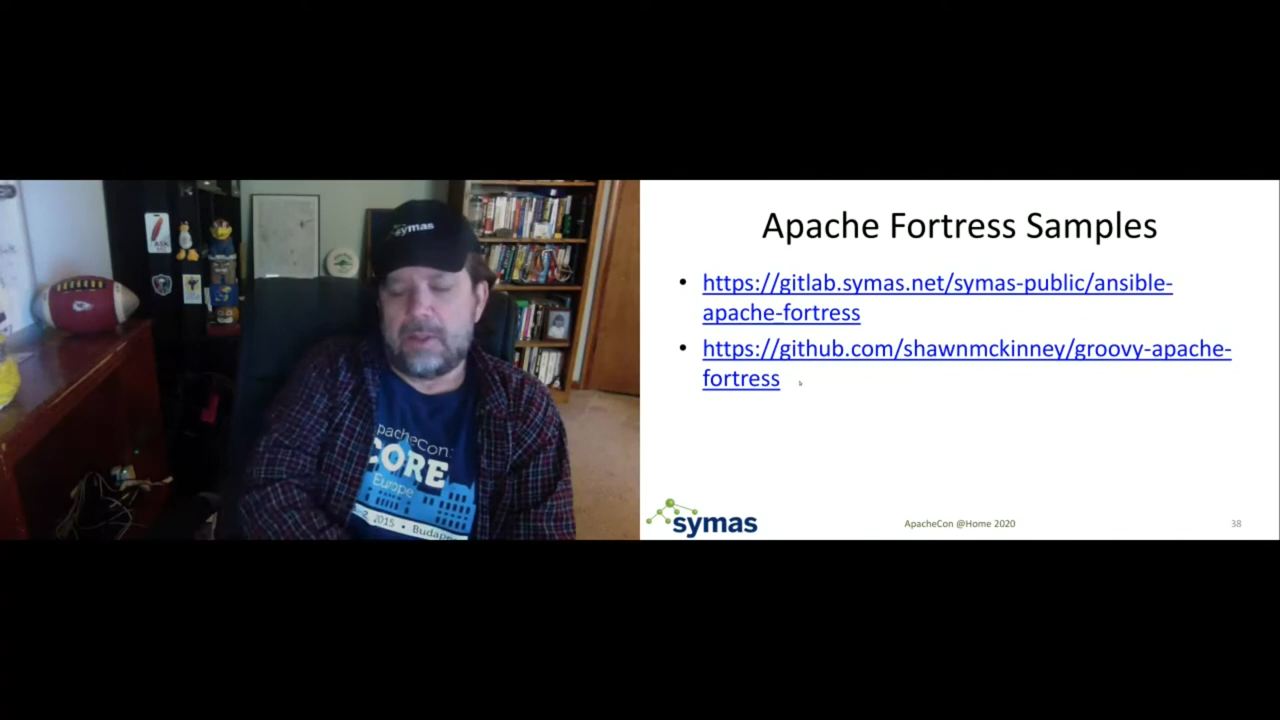 symas
ApacheCon:
CORE
Europe
2015 • Budape
Apache Fortress Samples
• https://gitlab.symas.net/symas-public/ansible-
apache-fortress
• https://github.com/shawnmckinney/groovy-apache-
fortress
symas
ApacheCon @Home 2020
38